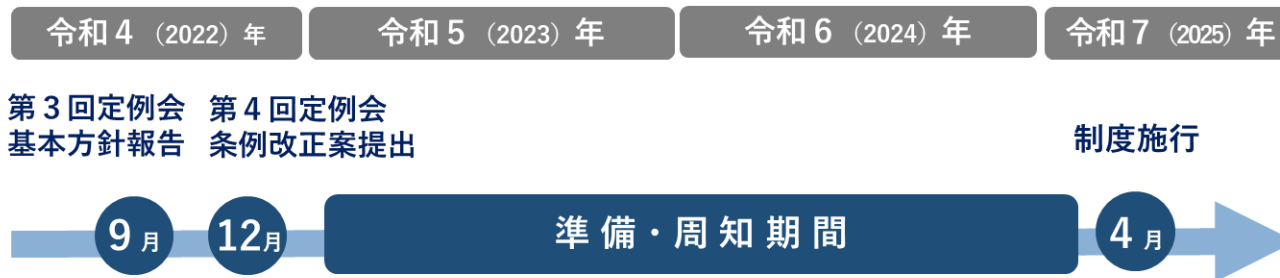 令和４（2022）年
令和５（2023）年
令和６（2024）年
令和７（2025）年
第３回定例会
基本方針報告
第４回定例会
条例改正案提出
制度施行
9月
12月
準備・周知期間
4月